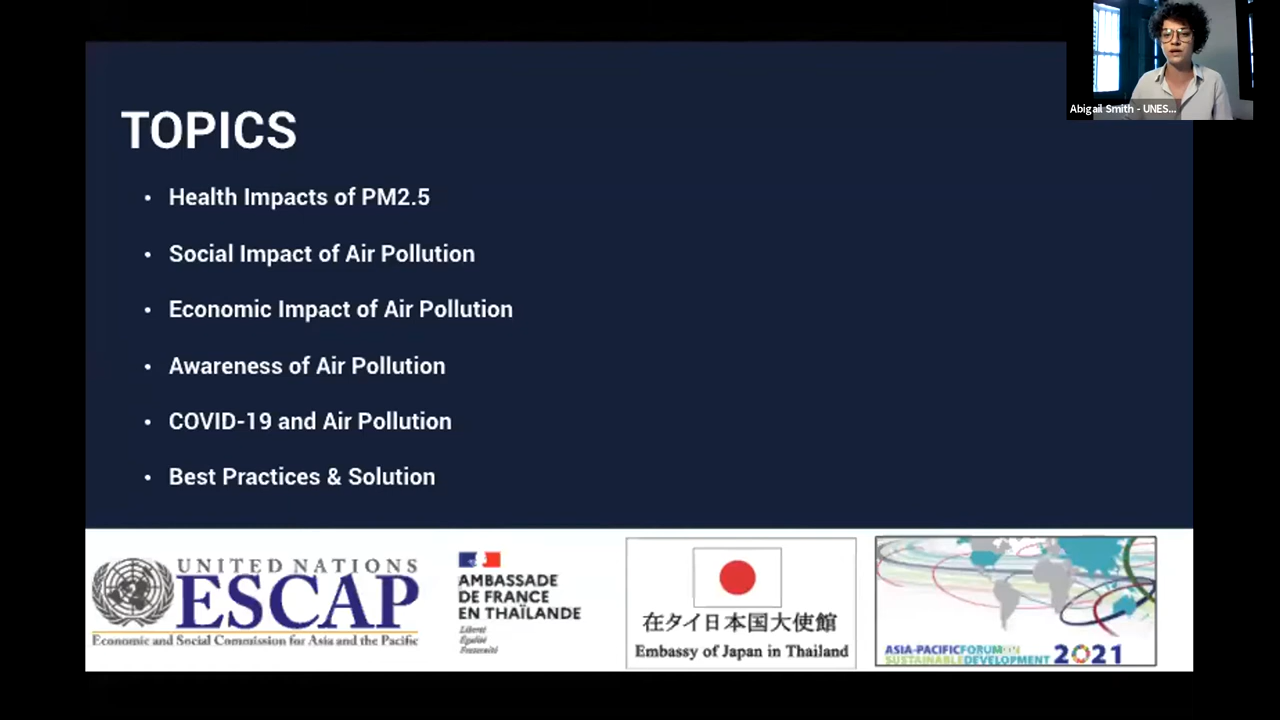 Abigail Smith - UNES...
TOPICS
• Health Impacts of PM2.5
• Social Impact of Air Pollution
• Economic Impact of Air Pollution
• Awareness of Air Pollution
• COVID-19 and Air Pollution
• Best Practices & Solution
UNITED NATIONS
ESCAP
Economic and Social Commission for Asia and the Pacific
AMBASSADE
DE FRANCE
EN THAÏLANDE
Liberté
Égalité
Fraternité
在タイ日本国大使館
Embassy of Japan in Thailand
ASIA-PACIFIC FORUM ON
SUSTAINABLE DEVELOPMENT 2021